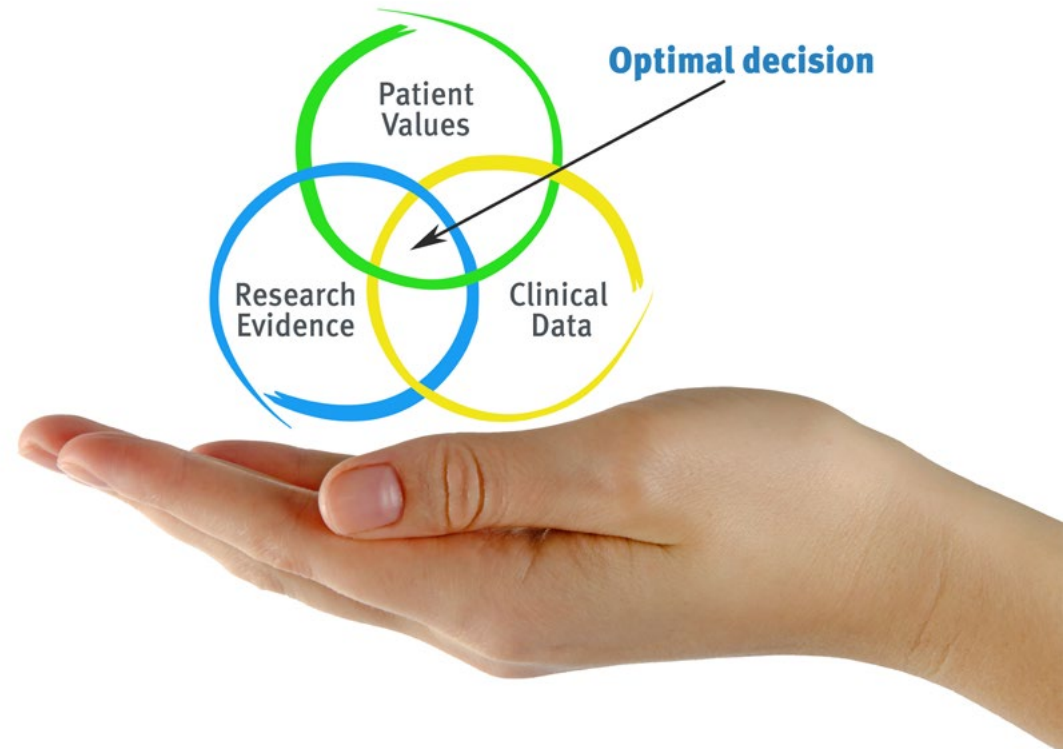 Optimal decision
Patient
Values
Research
Evidence
Clinical
Data